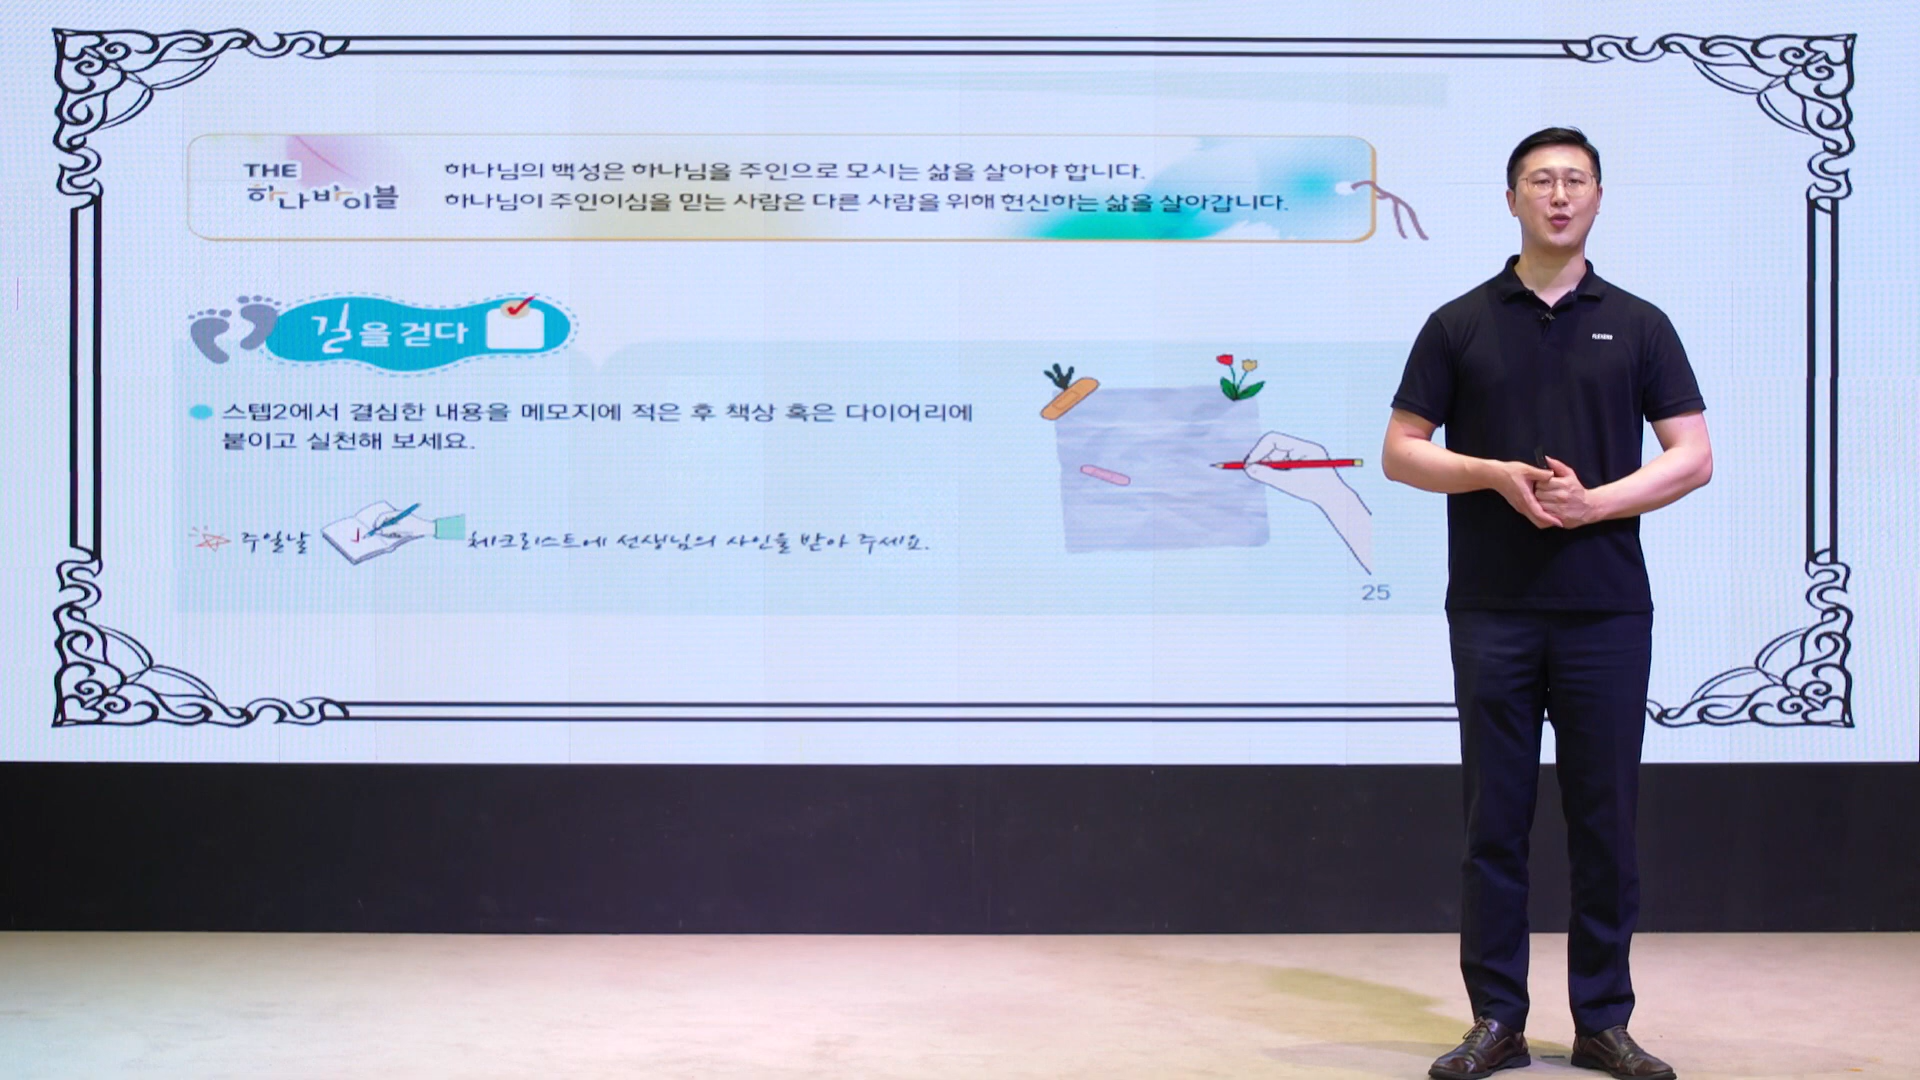 THE
하나바이블
하나님의 백성은 하나님을 주인으로 모시는 삶을 살아야 합니다.
하나님이 주인이심을 믿는 사람은 다른 사람을 위해 헌신하는 삶을 살아갑니다.
길을 걷다
스텝2에서 결심한 내용을 메모지에 적은 후 책상 혹은 다이어리에
붙이고 실천해 보세요.
주일날 체크리스트에 선생님의 사인을 받아 주세요.
25